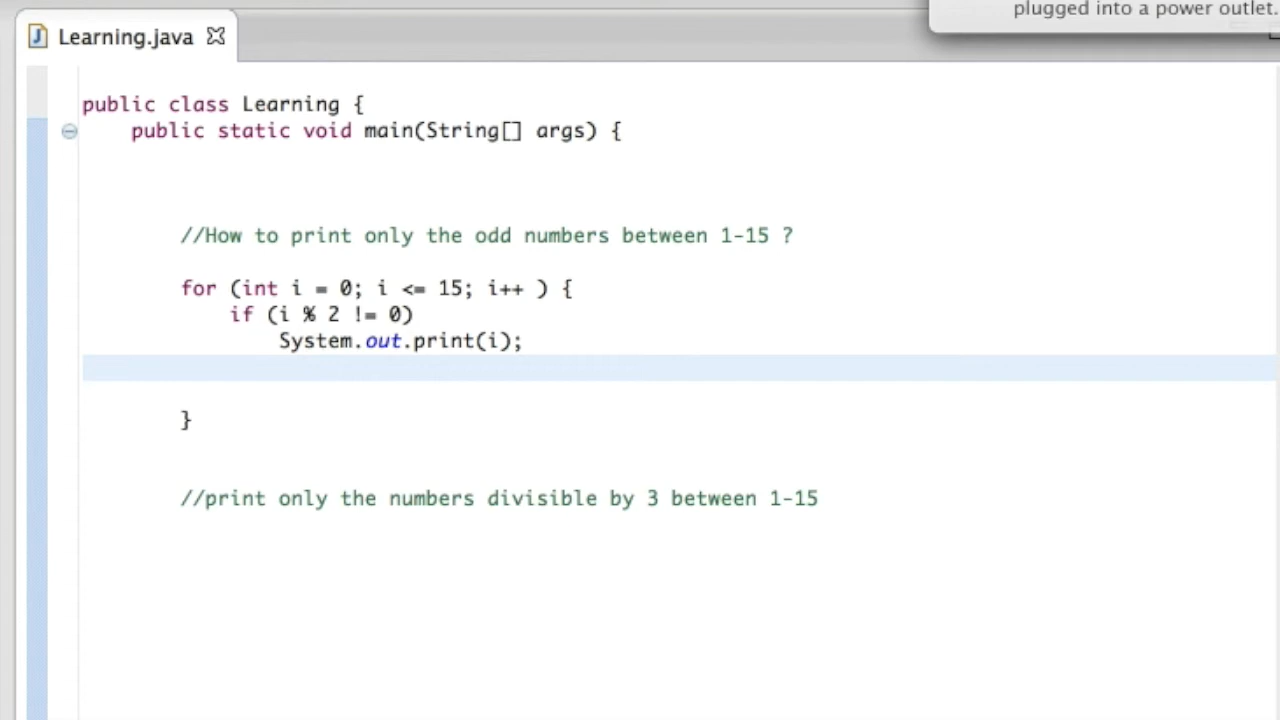 plugged into a power outlet.
Learning.java
public class Learning {
public static void main(String[] args) {
//How to print only the odd numbers between 1-15 ?
for (int i = 0; i <= 15; i++ ) {
if (i % 2 != 0)
System.out.print(i);
}
//print only the numbers divisible by 3 between 1-15